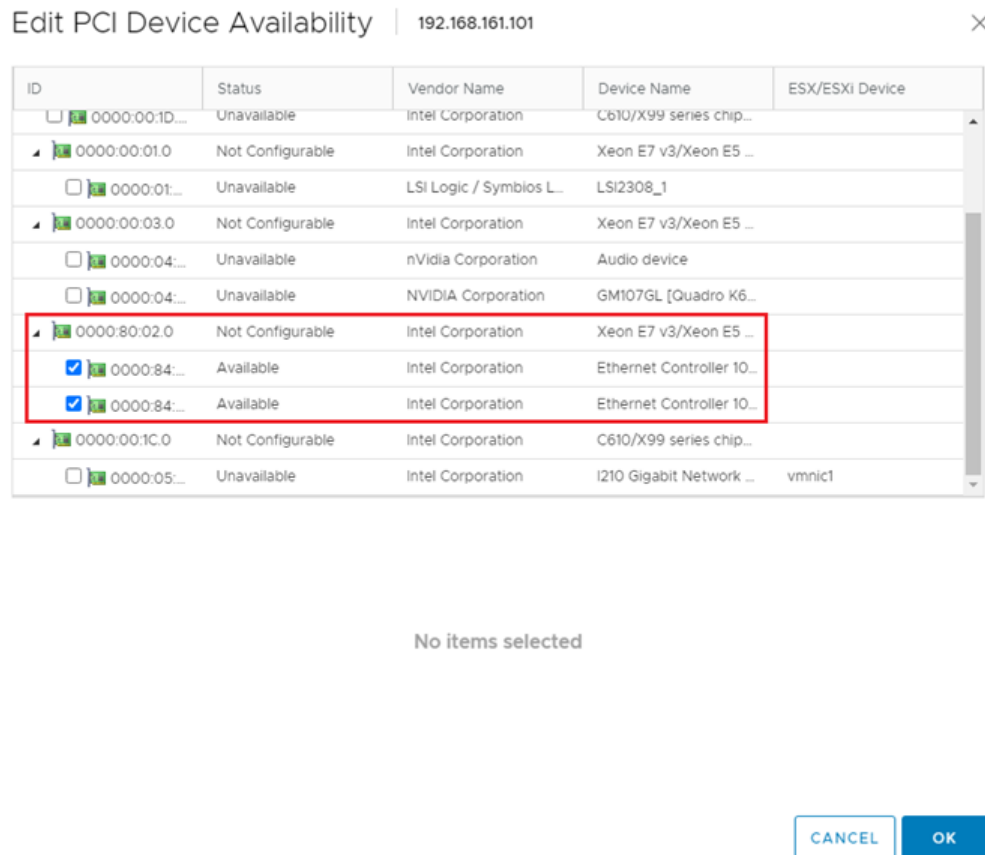 Edit PCI Device Availability 192.168.161.101
ID Status Vendor Name Device Name ESX/ESXi Device
0000:00:1D.... Unavailable Intel Corporation C610/X99 series chip...
0000:00:01.0 Not Configurable Intel Corporation Xeon E7 v3/Xeon E5 ...
0000:01:... Unavailable LSI Logic / Symbios L... LSI2308_1
0000:00:03.0 Not Configurable Intel Corporation Xeon E7 v3/Xeon E5 ...
0000:04:... Unavailable nVidia Corporation Audio device
0000:04:... Unavailable NVIDIA Corporation GM107GL [Quadro K6...
0000:80:02.0 Not Configurable Intel Corporation Xeon E7 v3/Xeon E5 ...
0000:84:... Available Intel Corporation Ethernet Controller 10...
0000:84:... Available Intel Corporation Ethernet Controller 10...
0000:00:1C.0 Not Configurable Intel Corporation C610/X99 series chip...
0000:05:... Unavailable Intel Corporation I210 Gigabit Network ... vmnic1
No items selected
CANCEL OK